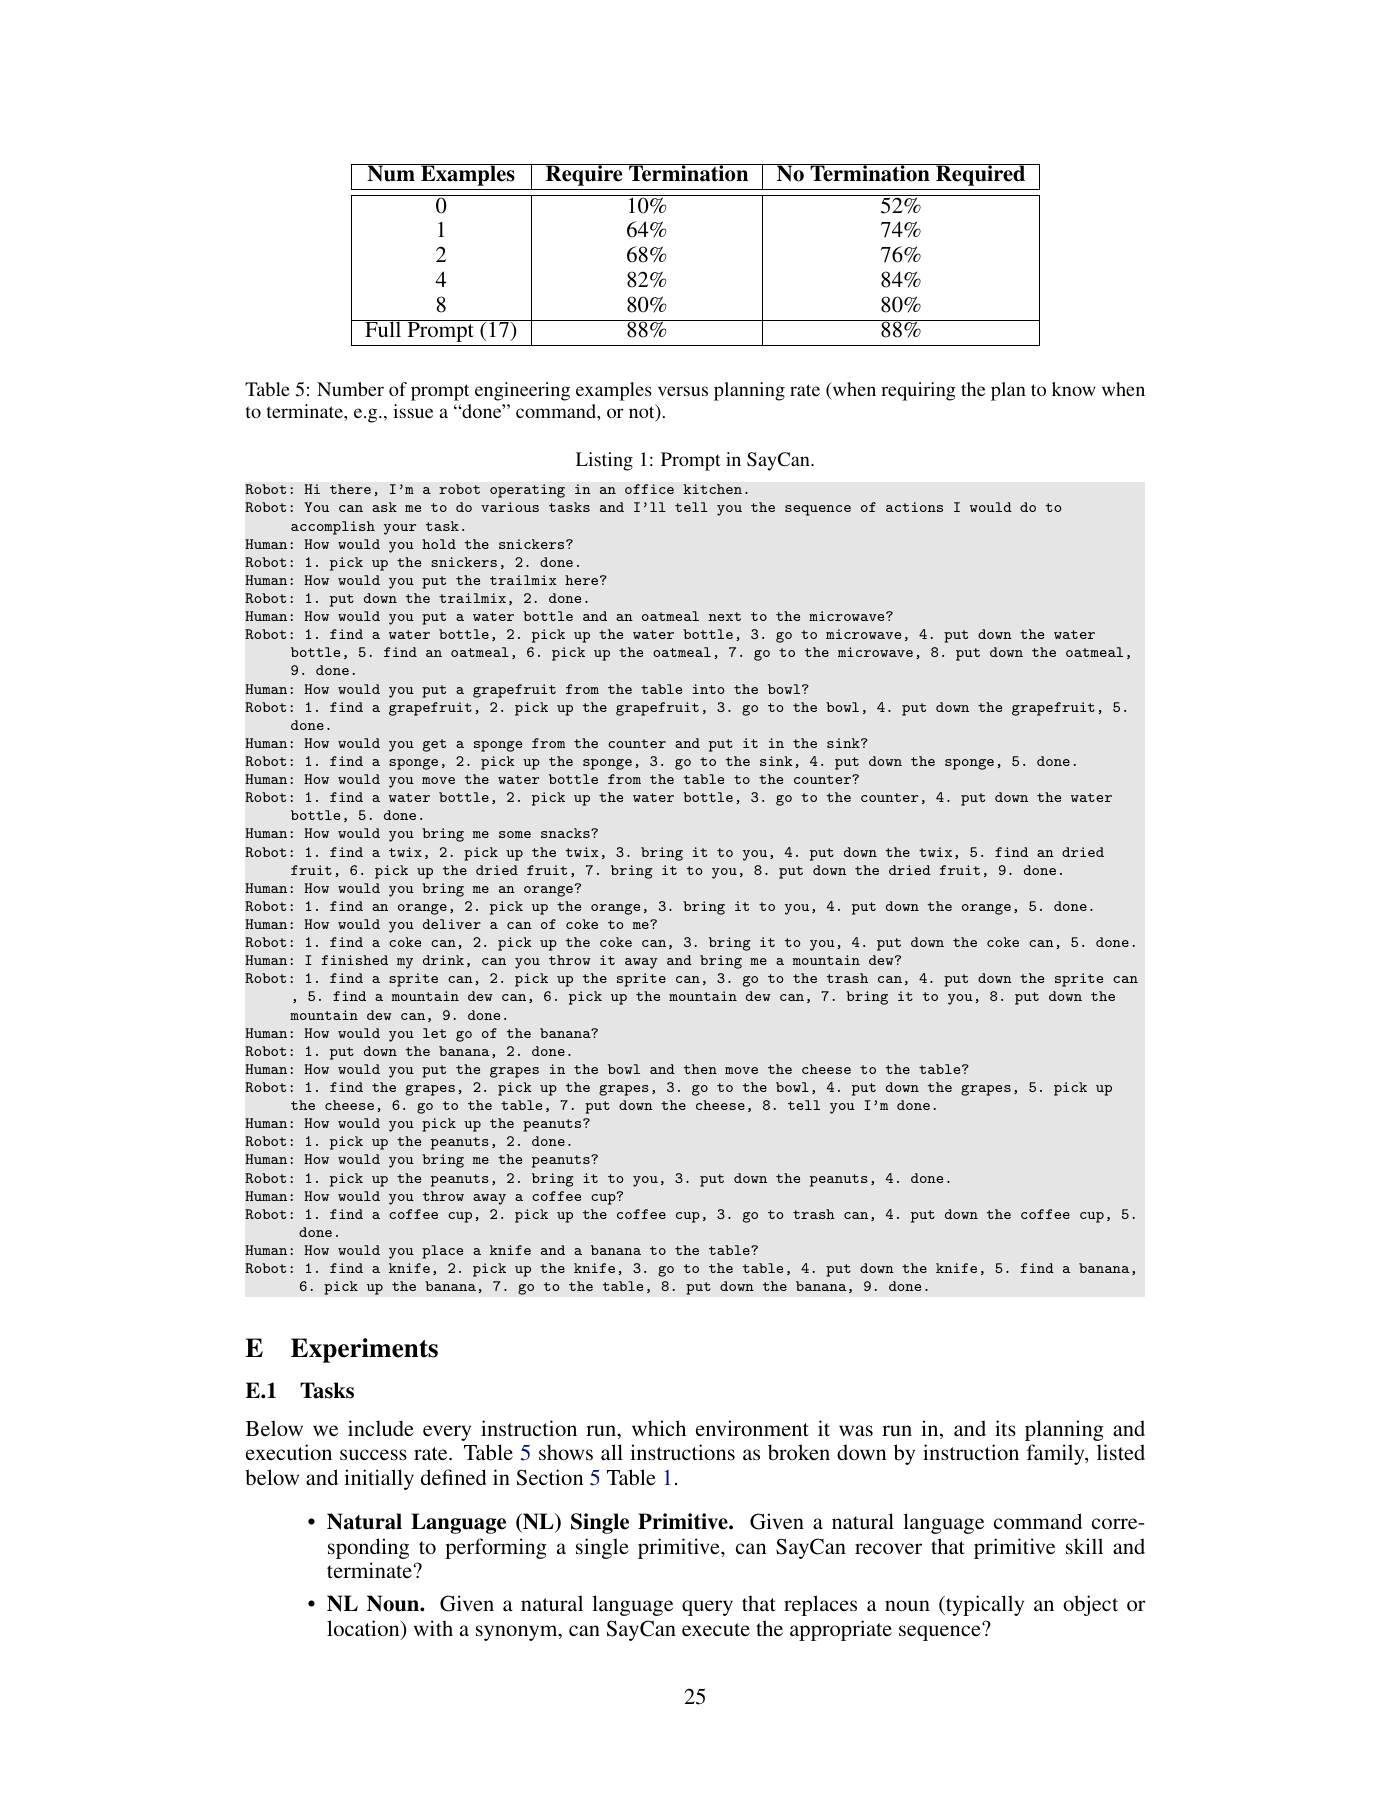 Num Examples Require Termination No Termination Required
0 10% 52%
1 64% 74%
2 68% 76%
4 82% 84%
8 80% 80%
Full Prompt (17) 88% 88%
Table 5: Number of prompt engineering examples versus planning rate (when requiring the plan to know when
to terminate, e.g., issue a “done” command, or not).
Listing 1: Prompt in SayCan.
Robot: Hi there, I’m a robot operating in an office kitchen.
Robot: You can ask me to do various tasks and I’ll tell you the sequence of actions I would do to
accomplish your task.
Human: How would you hold the snickers?
Robot: 1. pick up the snickers, 2. done.
Human: How would you put the trailmix here?
Robot: 1. put down the trailmix, 2. done.
Human: How would you put a water bottle and an oatmeal next to the microwave?
Robot: 1. find a water bottle, 2. pick up the water bottle, 3. go to microwave, 4. put down the water
bottle, 5. find an oatmeal, 6. pick up the oatmeal, 7. go to the microwave, 8. put down the oatmeal,
9. done.
Human: How would you put a grapefruit from the table into the bowl?
Robot: 1. find a grapefruit, 2. pick up the grapefruit, 3. go to the bowl, 4. put down the grapefruit, 5.
done.
Human: How would you get a sponge from the counter and put it in the sink?
Robot: 1. find a sponge, 2. pick up the sponge, 3. go to the sink, 4. put down the sponge, 5. done.
Human: How would you move the water bottle from the table to the counter?
Robot: 1. find a water bottle, 2. pick up the water bottle, 3. go to the counter, 4. put down the water
bottle, 5. done.
Human: How would you bring me some snacks?
Robot: 1. find a twix, 2. pick up the twix, 3. bring it to you, 4. put down the twix, 5. find an dried
fruit, 6. pick up the dried fruit, 7. bring it to you, 8. put down the dried fruit, 9. done.
Human: How would you bring me an orange?
Robot: 1. find an orange, 2. pick up the orange, 3. bring it to you, 4. put down the orange, 5. done.
Human: How would you deliver a can of coke to me?
Robot: 1. find a coke can, 2. pick up the coke can, 3. bring it to you, 4. put down the coke can, 5. done.
Human: I finished my drink, can you throw it away and bring me a mountain dew?
Robot: 1. find a sprite can, 2. pick up the sprite can, 3. go to the trash can, 4. put down the sprite can
, 5. find a mountain dew can, 6. pick up the mountain dew can, 7. bring it to you, 8. put down the
mountain dew can, 9. done.
Human: How would you let go of the banana?
Robot: 1. put down the banana, 2. done.
Human: How would you put the grapes in the bowl and then move the cheese to the table?
Robot: 1. find the grapes, 2. pick up the grapes, 3. go to the bowl, 4. put down the grapes, 5. pick up
the cheese, 6. go to the table, 7. put down the cheese, 8. tell you I’m done.
Human: How would you pick up the peanuts?
Robot: 1. pick up the peanuts, 2. done.
Human: How would you bring me the peanuts?
Robot: 1. pick up the peanuts, 2. bring it to you, 3. put down the peanuts, 4. done.
Human: How would you throw away a coffee cup?
Robot: 1. find a coffee cup, 2. pick up the coffee cup, 3. go to trash can, 4. put down the coffee cup, 5.
done.
Human: How would you place a knife and a banana to the table?
Robot: 1. find a knife, 2. pick up the knife, 3. go to the table, 4. put down the knife, 5. find a banana,
6. pick up the banana, 7. go to the table, 8. put down the banana, 9. done.
E Experiments
E.1 Tasks
Below we include every instruction run, which environment it was run in, and its planning and
execution success rate. Table 5 shows all instructions as broken down by instruction family, listed
below and initially defined in Section 5 Table 1.
• Natural Language (NL) Single Primitive. Given a natural language command corre-
sponding to performing a single primitive, can SayCan recover that primitive skill and
terminate?
• NL Noun. Given a natural language query that replaces a noun (typically an object or
location) with a synonym, can SayCan execute the appropriate sequence?
25